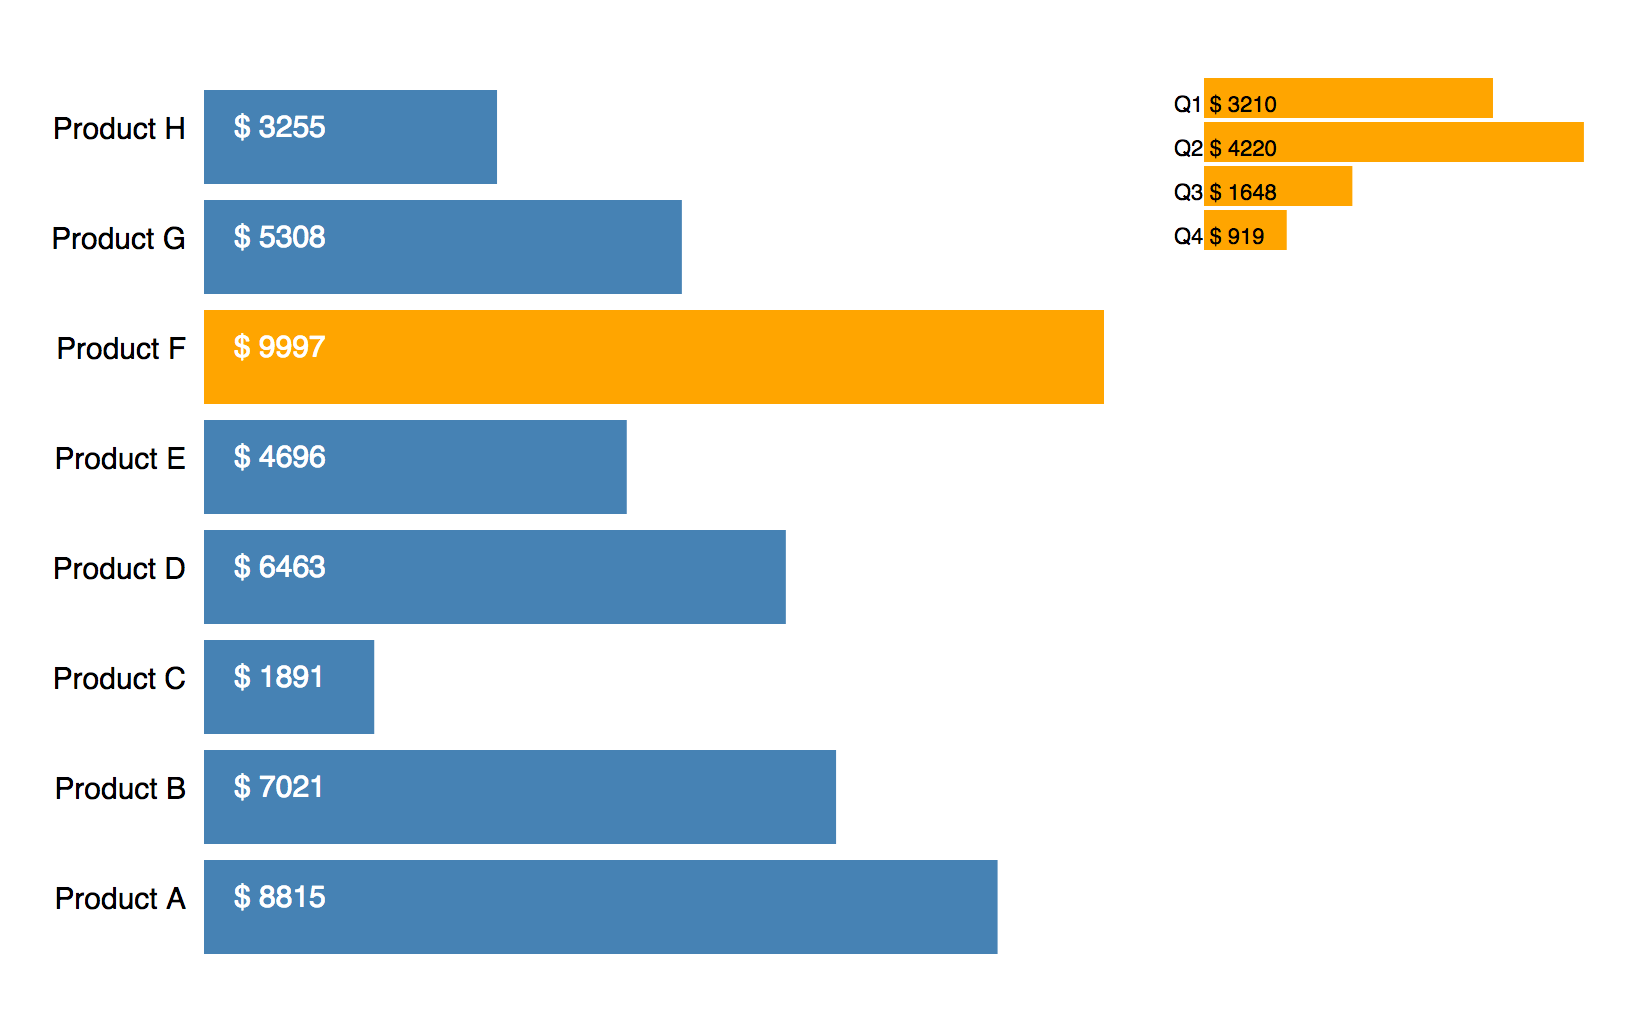 Product H $ 3255
Product G $ 5308
Product F $ 9997
Product E $ 4696
Product D $ 6463
Product C $ 1891
Product B $ 7021
Product A $ 8815
Q1 $ 3210
Q2 $ 4220
Q3 $ 1648
Q4 $ 919